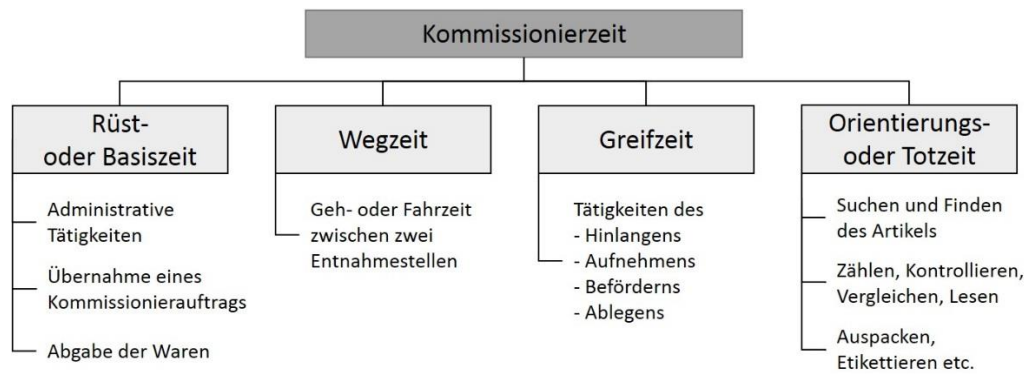 Kommissionierzeit
Rüst-
oder Basiszeit
Administrative
Tätigkeiten
Übernahme eines
Kommissionierauftrags
Abgabe der Waren
Wegzeit
Geh- oder Fahrzeit
zwischen zwei
Entnahmestellen
Greifzeit
Tätigkeiten des
- Hinlangens
- Aufnehmens
- Beförderns
- Ablegens
Orientierungs-
oder Totzeit
Suchen und Finden
des Artikels
Zählen, Kontrollieren,
Vergleichen, Lesen
Auspacken,
Etikettieren etc.